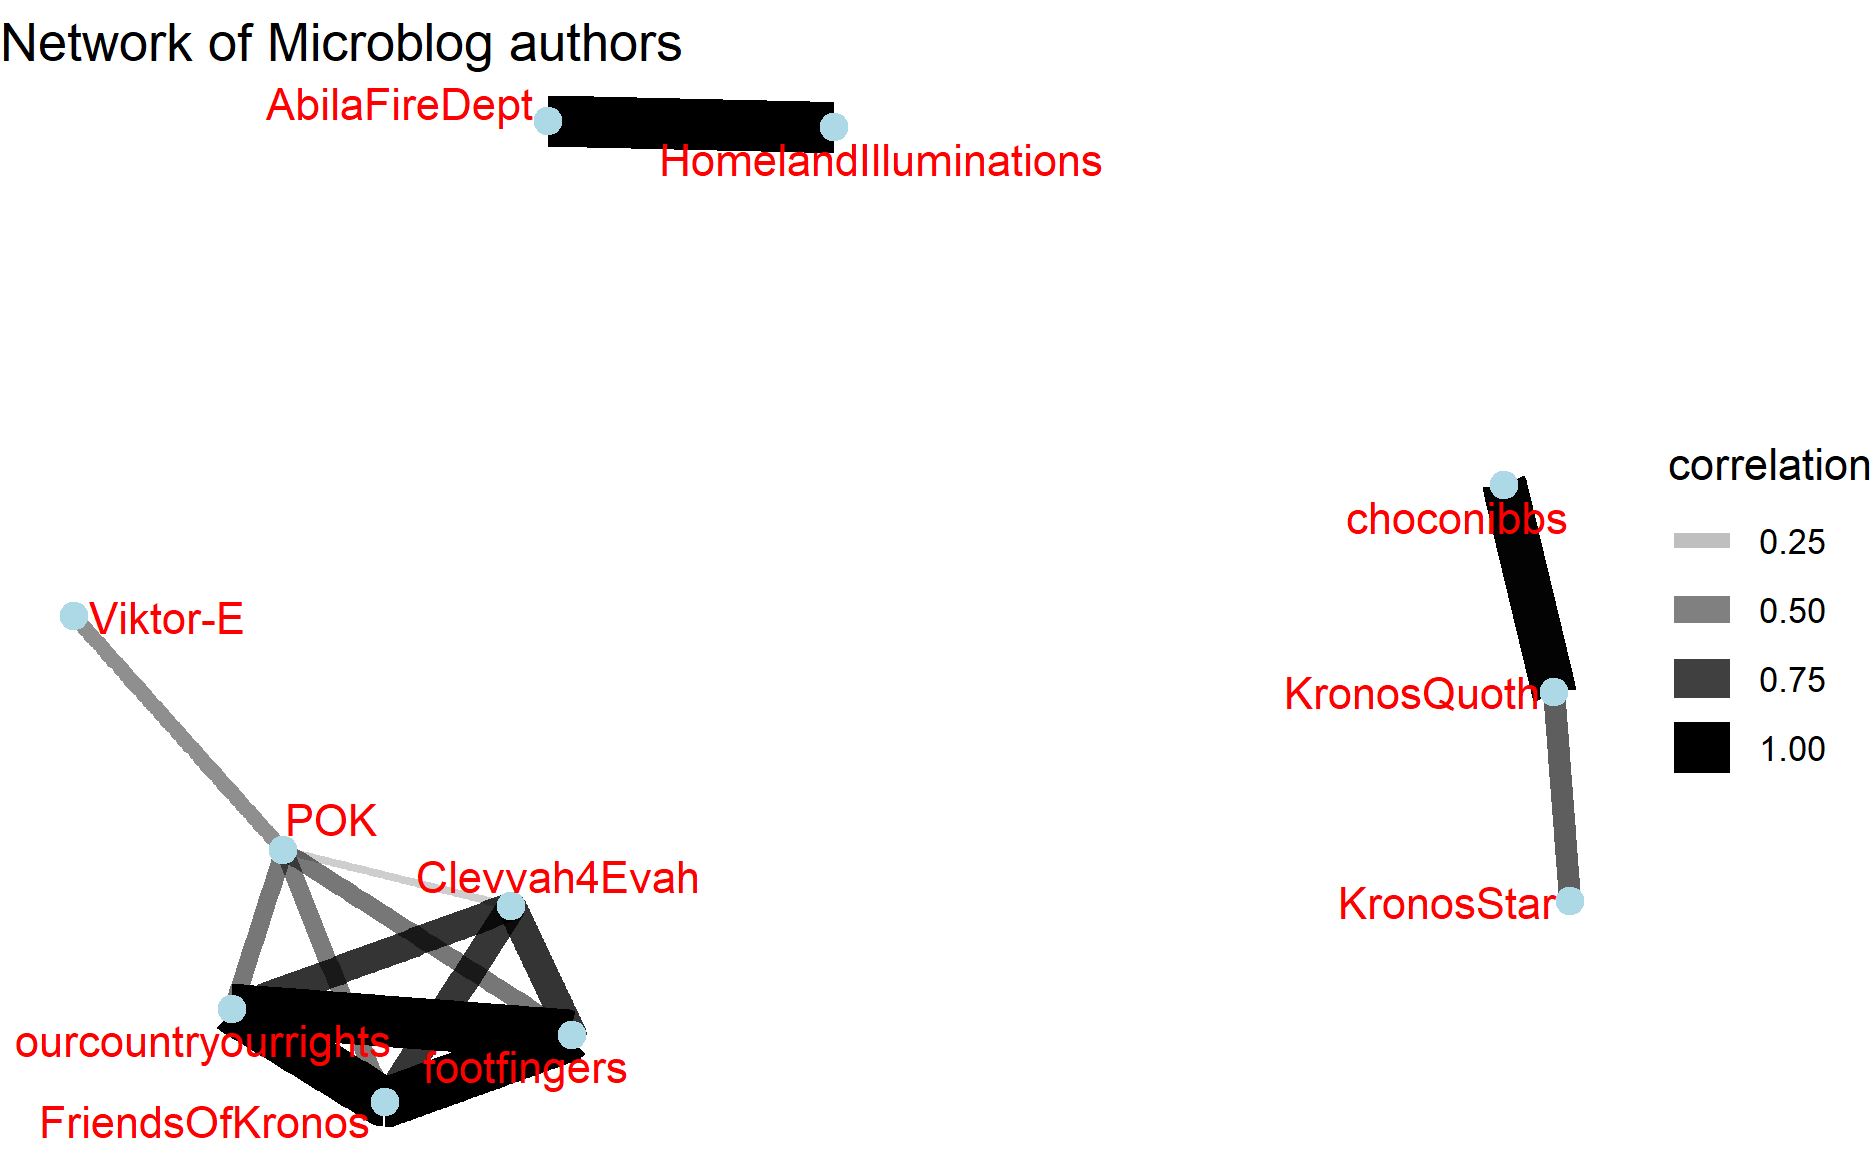 Network of Microblog authors
AbilaFireDept
HomelandIlluminations
correlation
choconibbs
0.25
0.50
Viktor-E
0.75
KronosQuoth
1.00
POK
Clevvah4Evah
KronosStar
ourcountryourrights
footfingers
FriendsOfKronos